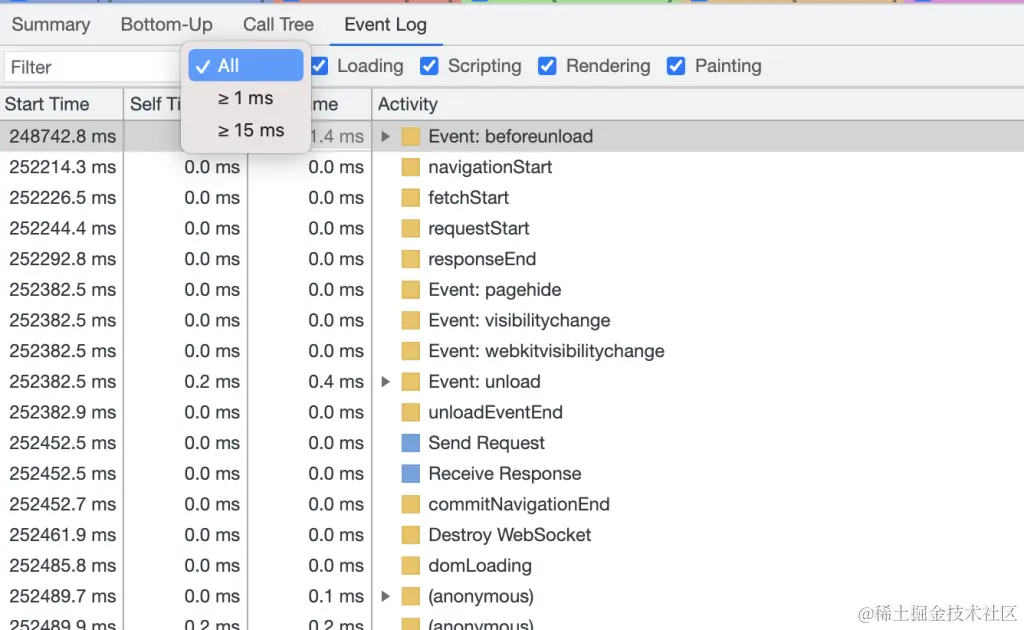 Summary Bottom-Up Call Tree Event Log
Filter All Loading Scripting Rendering Painting
≥ 1 ms
≥ 15 ms
Start Time Self Ti me Activity
248742.8 ms 1.4 ms Event: beforeunload
252214.3 ms 0.0 ms 0.0 ms navigationStart
252226.5 ms 0.0 ms 0.0 ms fetchStart
252244.4 ms 0.0 ms 0.0 ms requestStart
252292.8 ms 0.0 ms 0.0 ms responseEnd
252382.5 ms 0.0 ms 0.0 ms Event: pagehide
252382.5 ms 0.0 ms 0.0 ms Event: visibilitychange
252382.5 ms 0.0 ms 0.0 ms Event: webkitvisibilitychange
252382.5 ms 0.2 ms 0.4 ms Event: unload
252382.9 ms 0.0 ms 0.0 ms unloadEventEnd
252452.5 ms 0.0 ms 0.0 ms Send Request
252452.5 ms 0.0 ms 0.0 ms Receive Response
252452.7 ms 0.0 ms 0.0 ms commitNavigationEnd
252461.9 ms 0.0 ms 0.0 ms Destroy WebSocket
252485.8 ms 0.0 ms 0.0 ms domLoading
252489.7 ms 0.0 ms 0.1 ms (anonymous)
252489.9 ms 0.2 ms 0.2 ms (anonymous)
@稀土掘金技术社区